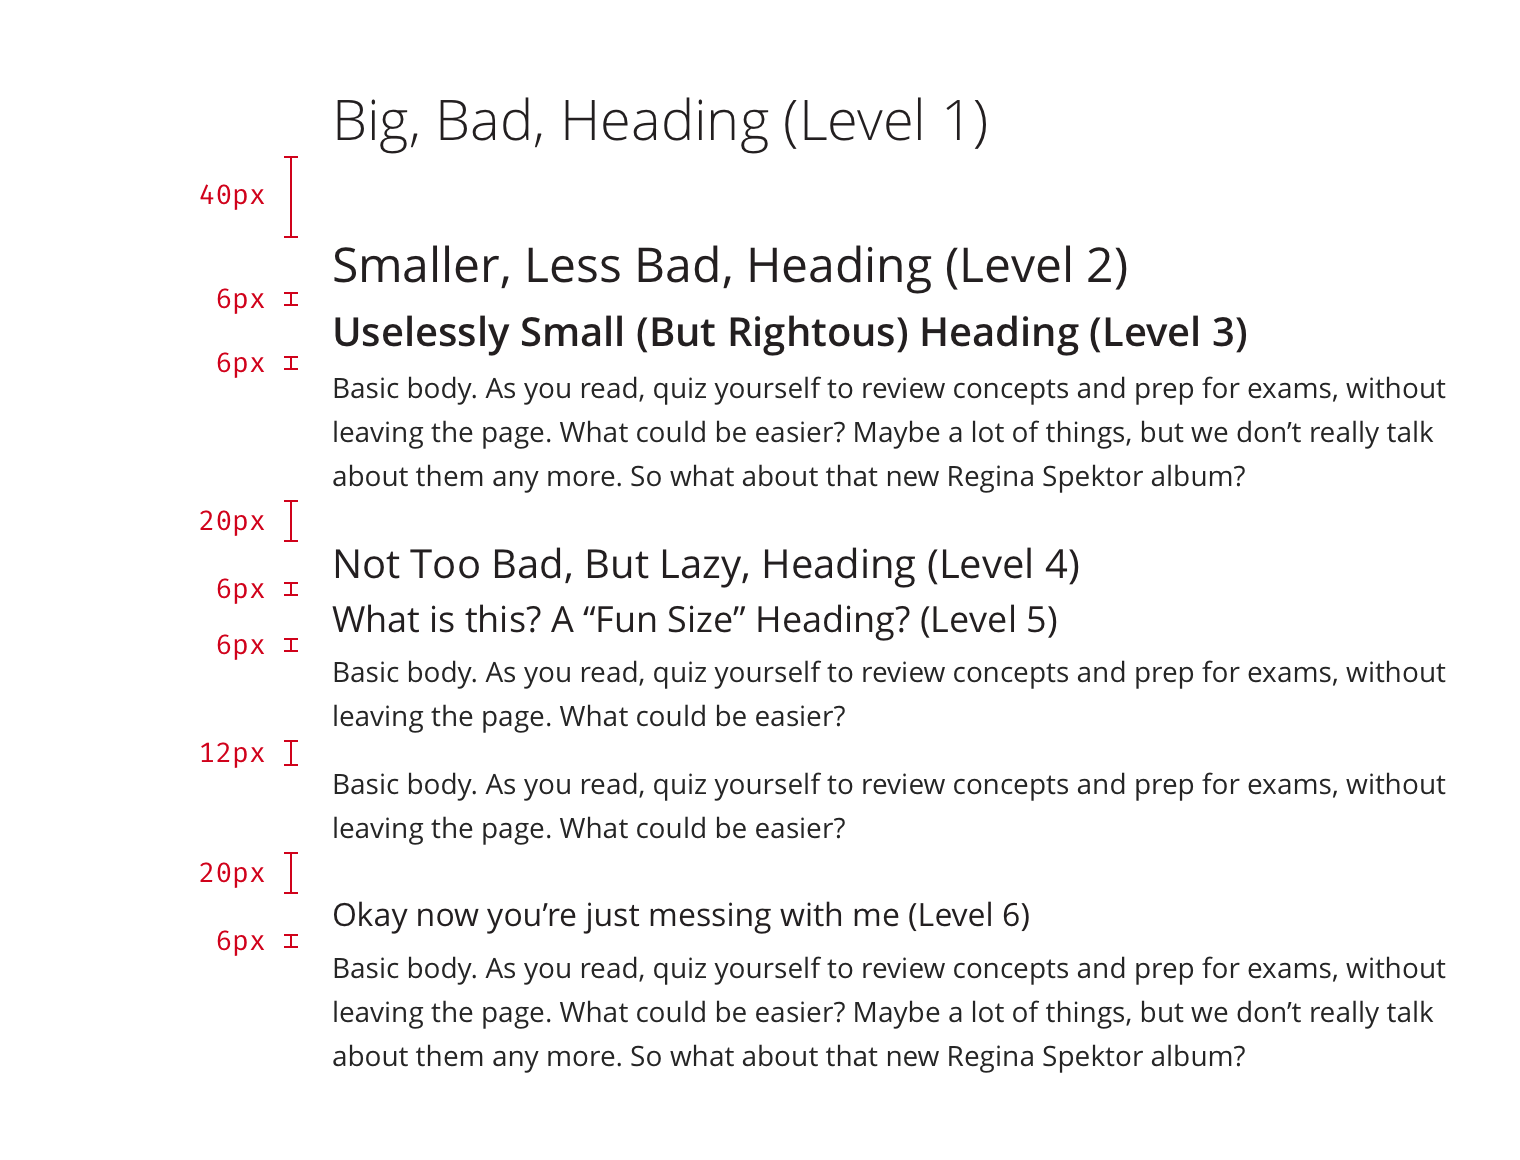 Big, Bad, Heading (Level 1)
40px
Smaller, Less Bad, Heading (Level 2)
6px
Uselessly Small (But Rightous) Heading (Level 3)
6px
Basic body. As you read, quiz yourself to review concepts and prep for exams, without
leaving the page. What could be easier? Maybe a lot of things, but we don’t really talk
about them any more. So what about that new Regina Spektor album?
20px
Not Too Bad, But Lazy, Heading (Level 4)
6px
What is this? A “Fun Size” Heading? (Level 5)
6px
Basic body. As you read, quiz yourself to review concepts and prep for exams, without
leaving the page. What could be easier?
12px
Basic body. As you read, quiz yourself to review concepts and prep for exams, without
leaving the page. What could be easier?
20px
Okay now you’re just messing with me (Level 6)
6px
Basic body. As you read, quiz yourself to review concepts and prep for exams, without
leaving the page. What could be easier? Maybe a lot of things, but we don’t really talk
about them any more. So what about that new Regina Spektor album?